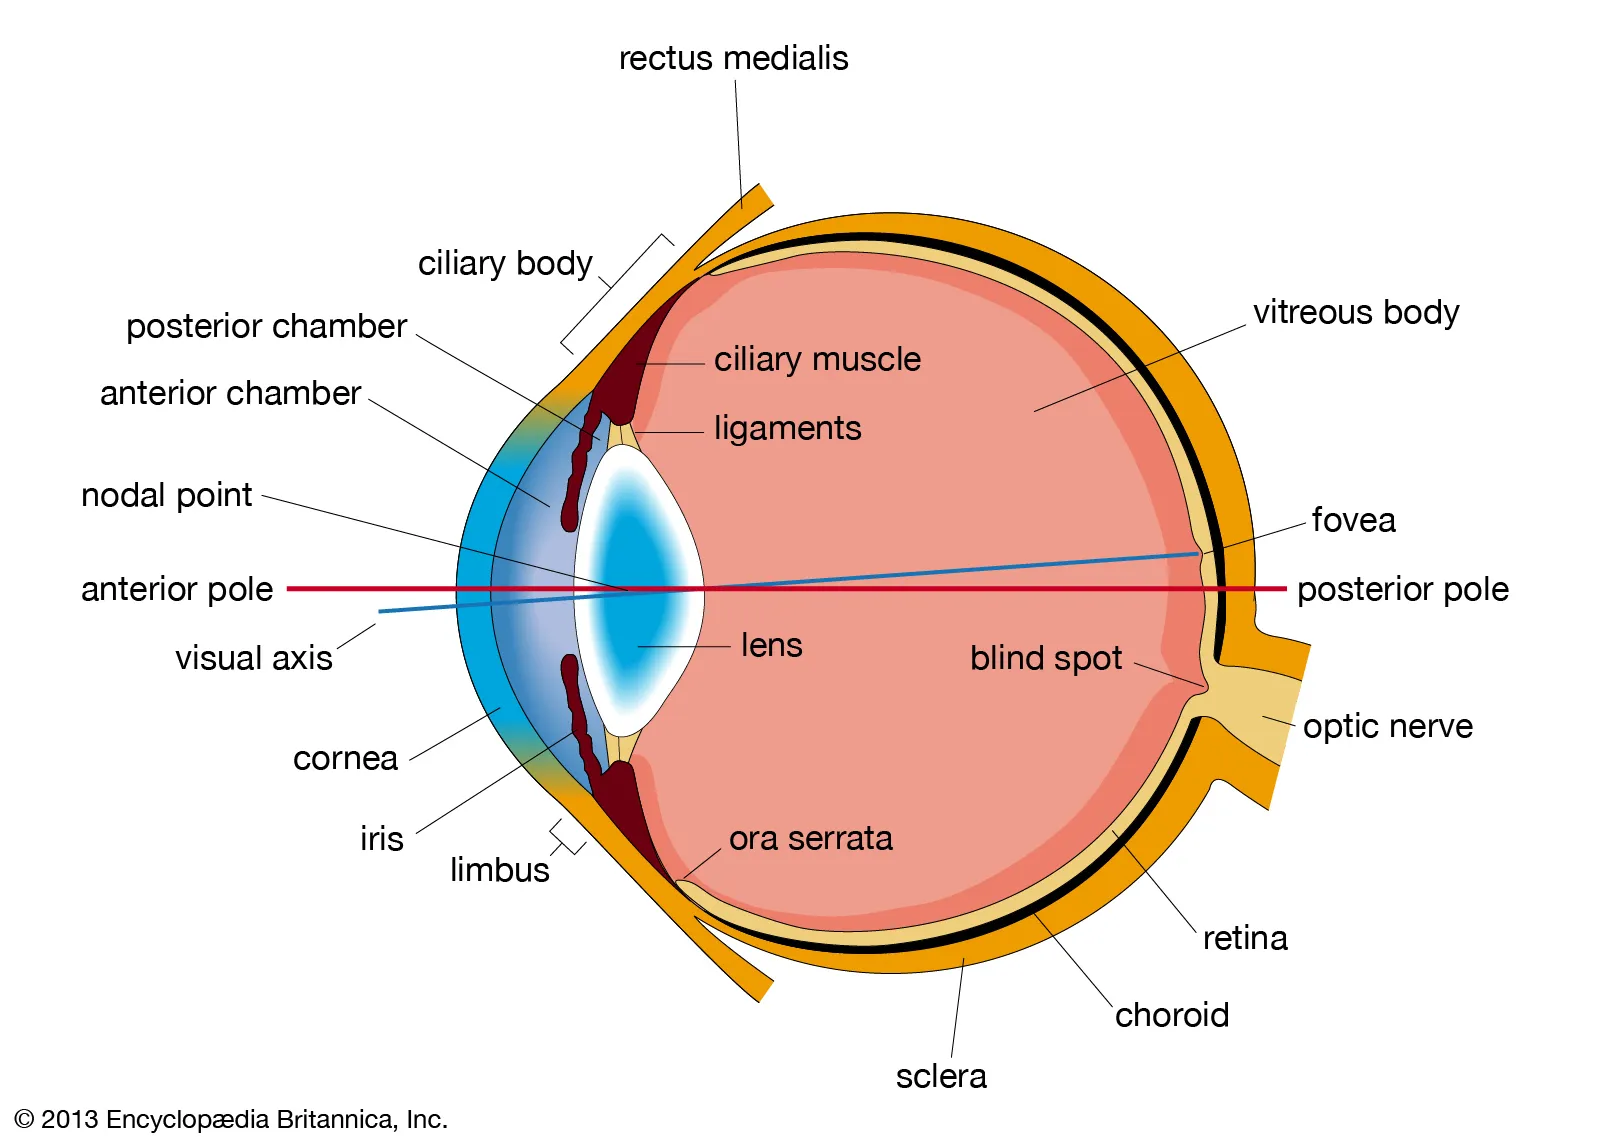 rectus medialis
ciliary body
posterior chamber
anterior chamber
nodal point
anterior pole
visual axis
cornea
iris
limbus
ciliary muscle
ligaments
lens
ora serrata
vitreous body
fovea
posterior pole
blind spot
optic nerve
retina
choroid
sclera
© 2013 Encyclopædia Britannica, Inc.